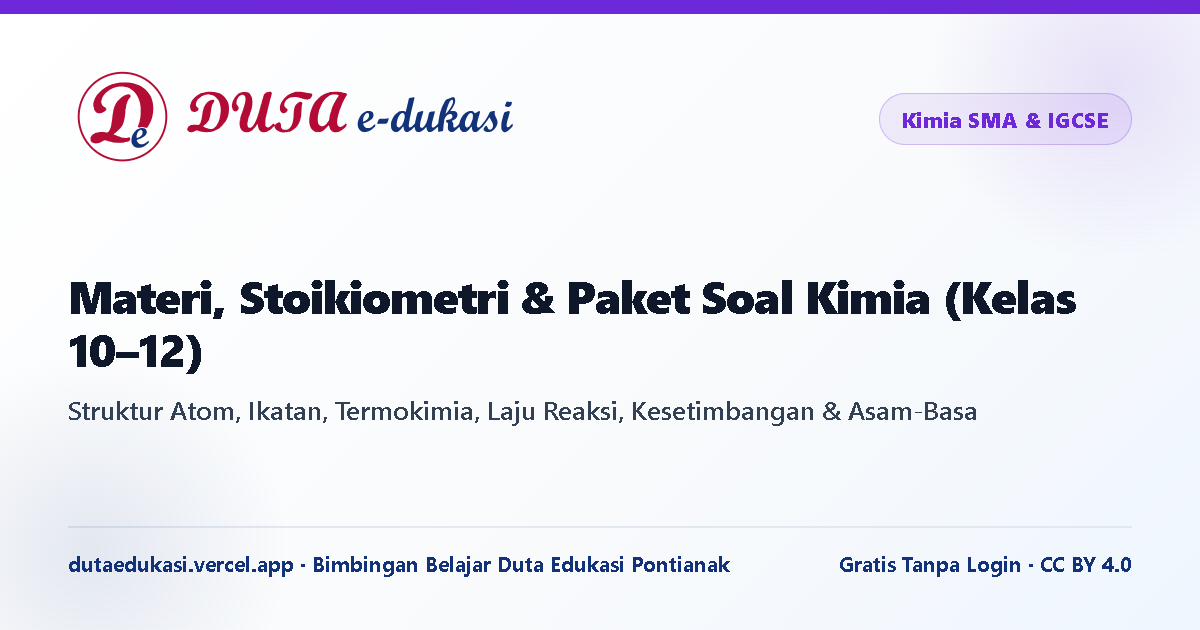 De
DUTA e-dukasi
Kimia SMA & IGCSE
Materi, Stoikiometri & Paket Soal Kimia (Kelas
10–12)
Struktur Atom, Ikatan, Termokimia, Laju Reaksi, Kesetimbangan & Asam-Basa
dutaedukasi.vercel.app · Bimbingan Belajar Duta Edukasi Pontianak
Gratis Tanpa Login · CC BY 4.0